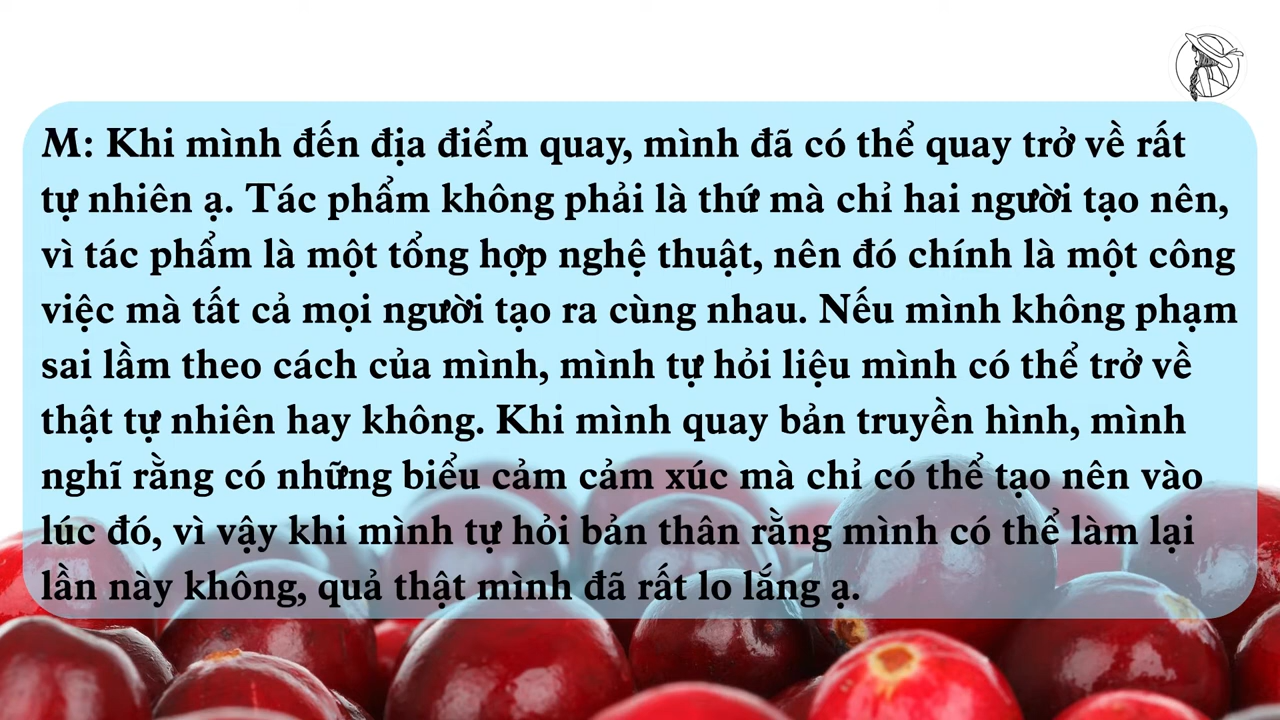 M: Khi mình đến địa điểm quay, mình đã có thể quay trở về rất
tự nhiên ạ. Tác phẩm không phải là thứ mà chỉ hai người tạo nên,
vì tác phẩm là một tổng hợp nghệ thuật, nên đó chính là một công
việc mà tất cả mọi người tạo ra cùng nhau. Nếu mình không phạm
sai lầm theo cách của mình, mình tự hỏi liệu mình có thể trở về
thật tự nhiên hay không. Khi mình quay bản truyền hình, mình
nghĩ rằng có những biểu cảm cảm xúc mà chỉ có thể tạo nên vào
lúc đó, vì vậy khi mình tự hỏi bản thân rằng mình có thể làm lại
lần này không, quả thật mình đã rất lo lắng ạ.